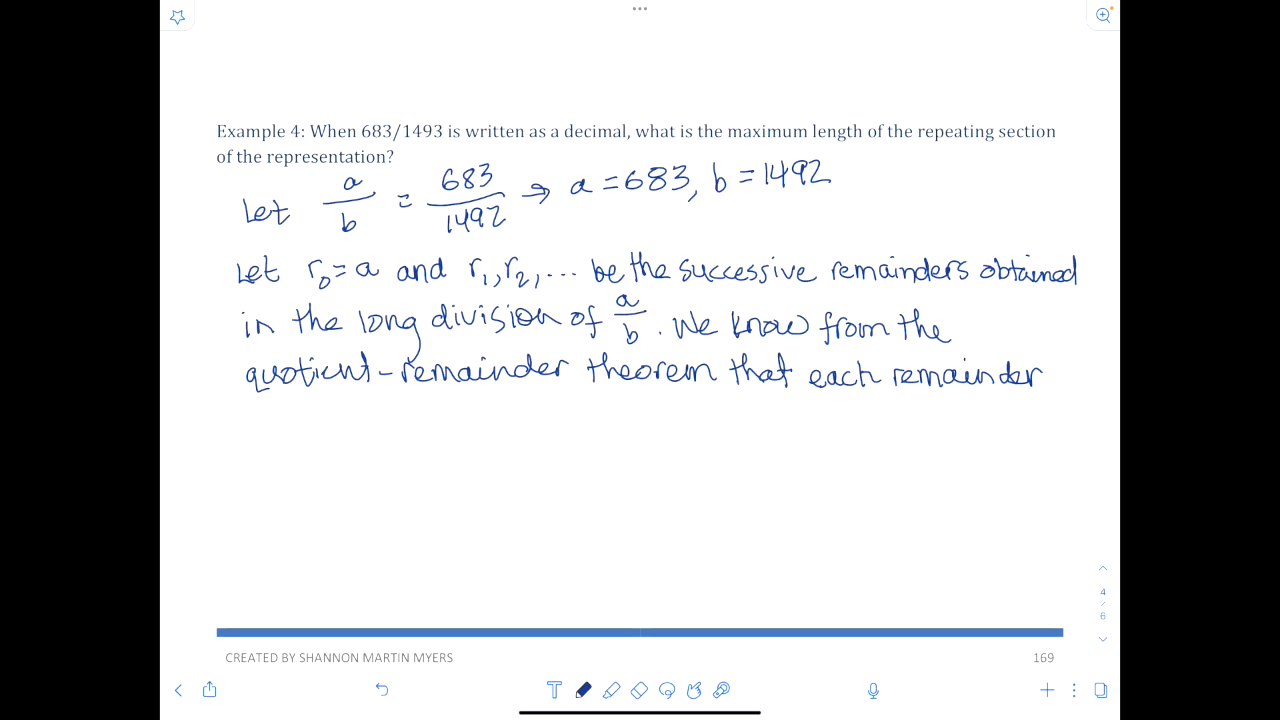 Example 4: When 683/1493 is written as a decimal, what is the maximum length of the repeating section
of the representation?
Let a/b = 683/1492 ⇒ a = 683, b = 1492
Let r₀ = a and r₁, r₂, ... be the successive remainders obtained
in the long division of a/b. We know from the
quotient-remainder theorem that each remainder
4
/
6
CREATED BY SHANNON MARTIN MYERS
169